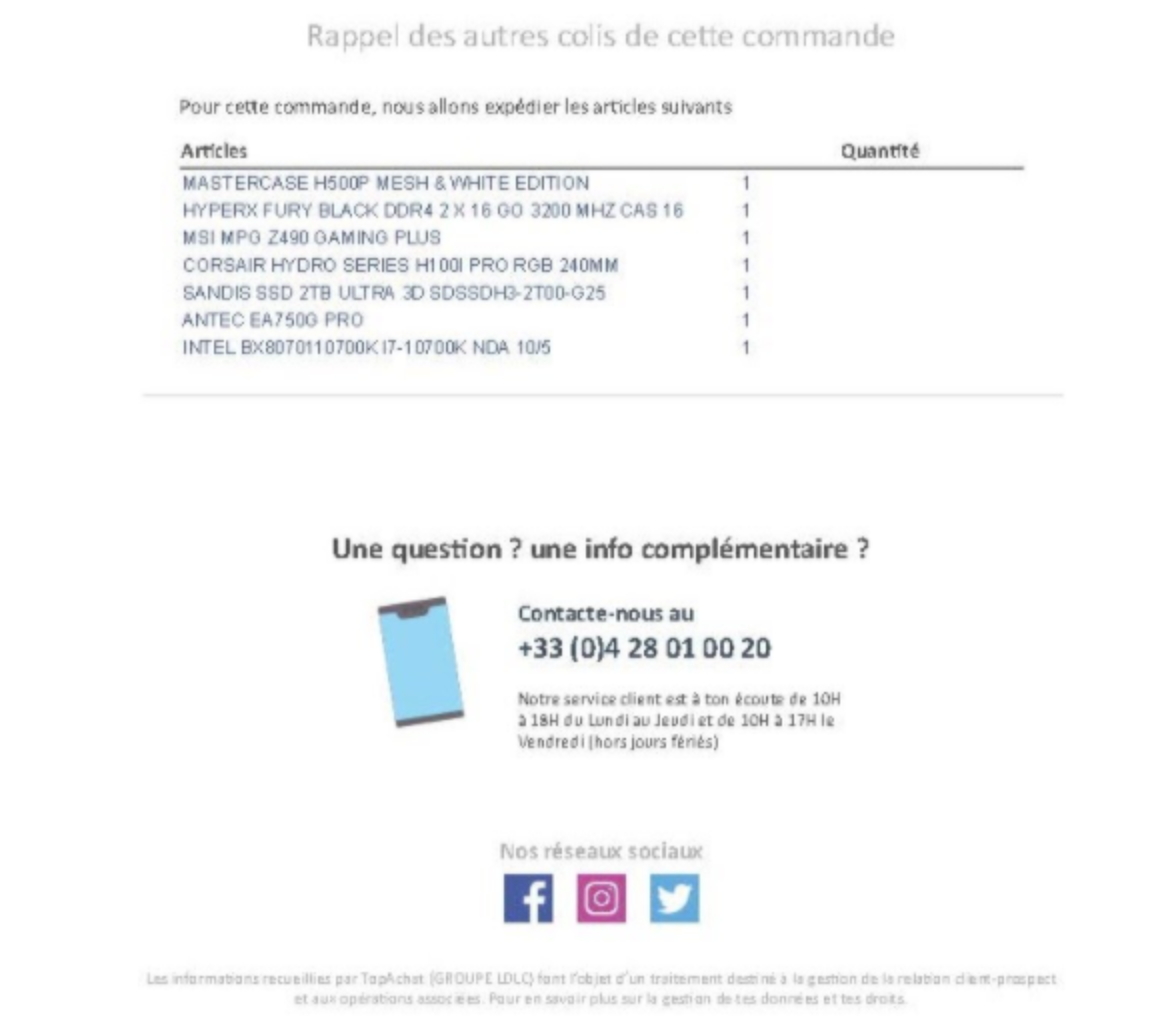 Rappel des autres colis de cette commande
Pour cette commande, nous allons expédier les articles suivants
Articles Quantité
MASTERCASE H500P MESH & WHITE EDITION 1
HYPERX FURY BLACK DDR4 2 X 16 GO 3200 MHZ CAS 16 1
MSI MPG Z490 GAMING PLUS 1
CORSAIR HYDRO SERIES H100I PRO RGB 240MM 1
SANDIS SSD 2TB ULTRA 3D SDSSDH3-2T00-G25 1
ANTEC EA750G PRO 1
INTEL BX8070110700K I7-10700K NDA 10/5 1
Une question ? une info complémentaire ?
Contacte-nous au
+33 (0)4 28 01 00 20
Notre service client est à ton écoute de 10H
à 18H du Lundi au Jeudi et de 10H à 17H le
Vendredi (hors jours fériés)
Nos réseaux sociaux
Les informations recueillies par TopAchat (GROUPE LDLC) font l'objet d'un traitement destiné à la gestion de la relation client-prospect
et aux opérations associées. Pour en savoir plus sur la gestion de tes données et tes droits.